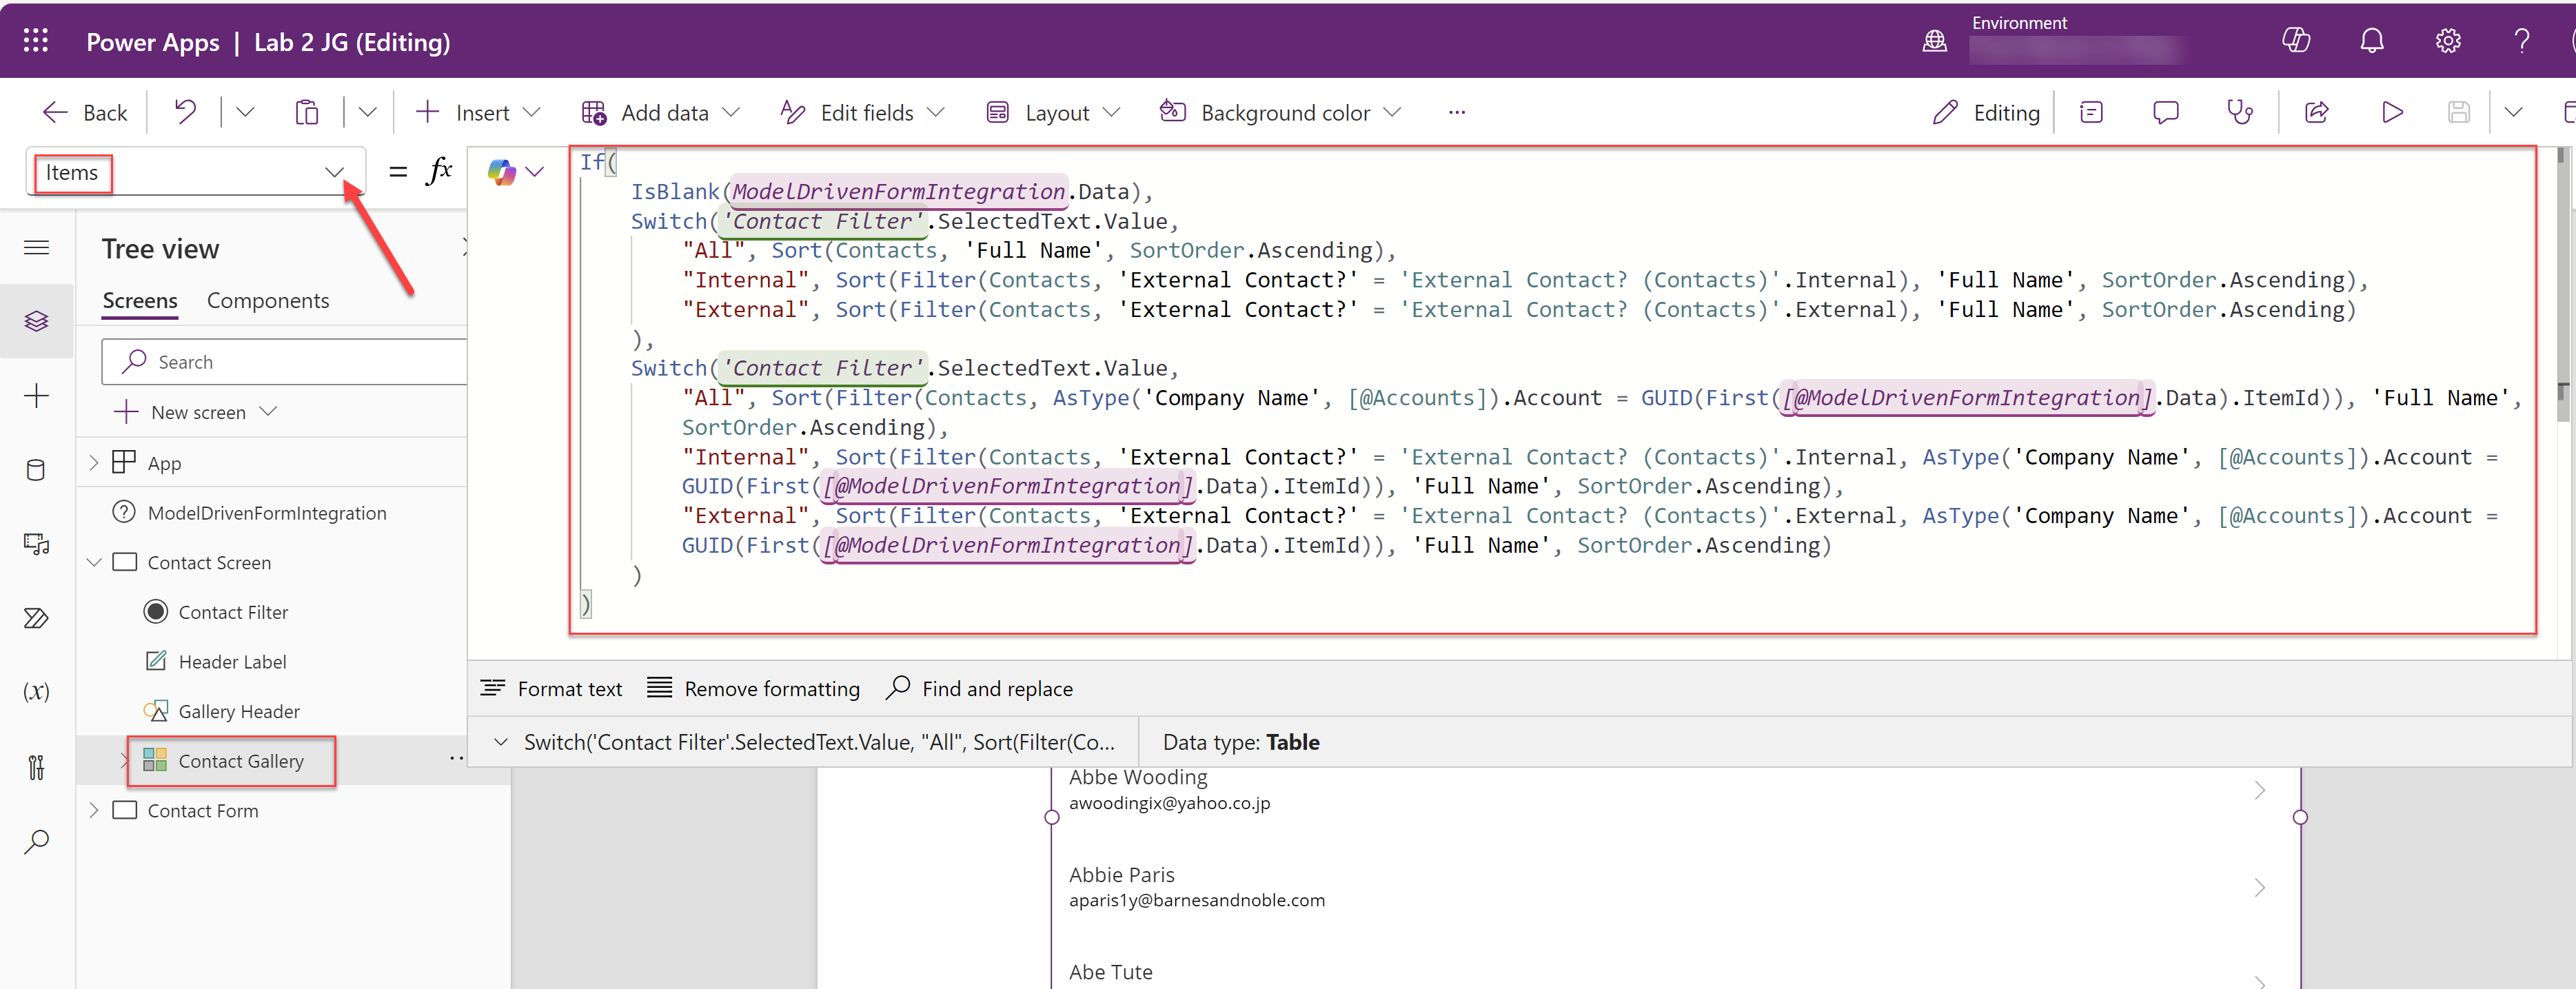 Power Apps | Lab 2 JG (Editing)
Environment
Back
Insert
Add data
Edit fields
Layout
Background color
...
Editing
Items
= fx
If(
IsBlank(ModelDrivenFormIntegration.Data),
Switch('Contact Filter'.SelectedText.Value,
"All", Sort(Contacts, 'Full Name', SortOrder.Ascending),
"Internal", Sort(Filter(Contacts, 'External Contact?' = 'External Contact? (Contacts)'.Internal), 'Full Name', SortOrder.Ascending),
"External", Sort(Filter(Contacts, 'External Contact?' = 'External Contact? (Contacts)'.External), 'Full Name', SortOrder.Ascending)
),
Switch('Contact Filter'.SelectedText.Value,
"All", Sort(Filter(Contacts, AsType('Company Name', [@Accounts]).Account = GUID(First([@ModelDrivenFormIntegration].Data).ItemId)), 'Full Name',
SortOrder.Ascending),
"Internal", Sort(Filter(Contacts, 'External Contact?' = 'External Contact? (Contacts)'.Internal, AsType('Company Name', [@Accounts]).Account =
GUID(First([@ModelDrivenFormIntegration].Data).ItemId)), 'Full Name', SortOrder.Ascending),
"External", Sort(Filter(Contacts, 'External Contact?' = 'External Contact? (Contacts)'.External, AsType('Company Name', [@Accounts]).Account =
GUID(First([@ModelDrivenFormIntegration].Data).ItemId)), 'Full Name', SortOrder.Ascending)
)
)
Format text
Remove formatting
Find and replace
Switch('Contact Filter'.SelectedText.Value, "All", Sort(Filter(Co...
Data type: Table
Tree view
Screens
Components
Search
New screen
App
ModelDrivenFormIntegration
Contact Screen
Contact Filter
Header Label
Gallery Header
Contact Gallery
Contact Form
(x)
Abbe Wooding
awoodingix@yahoo.co.jp
Abbie Paris
aparis1y@barnesandnoble.com
Abe Tute